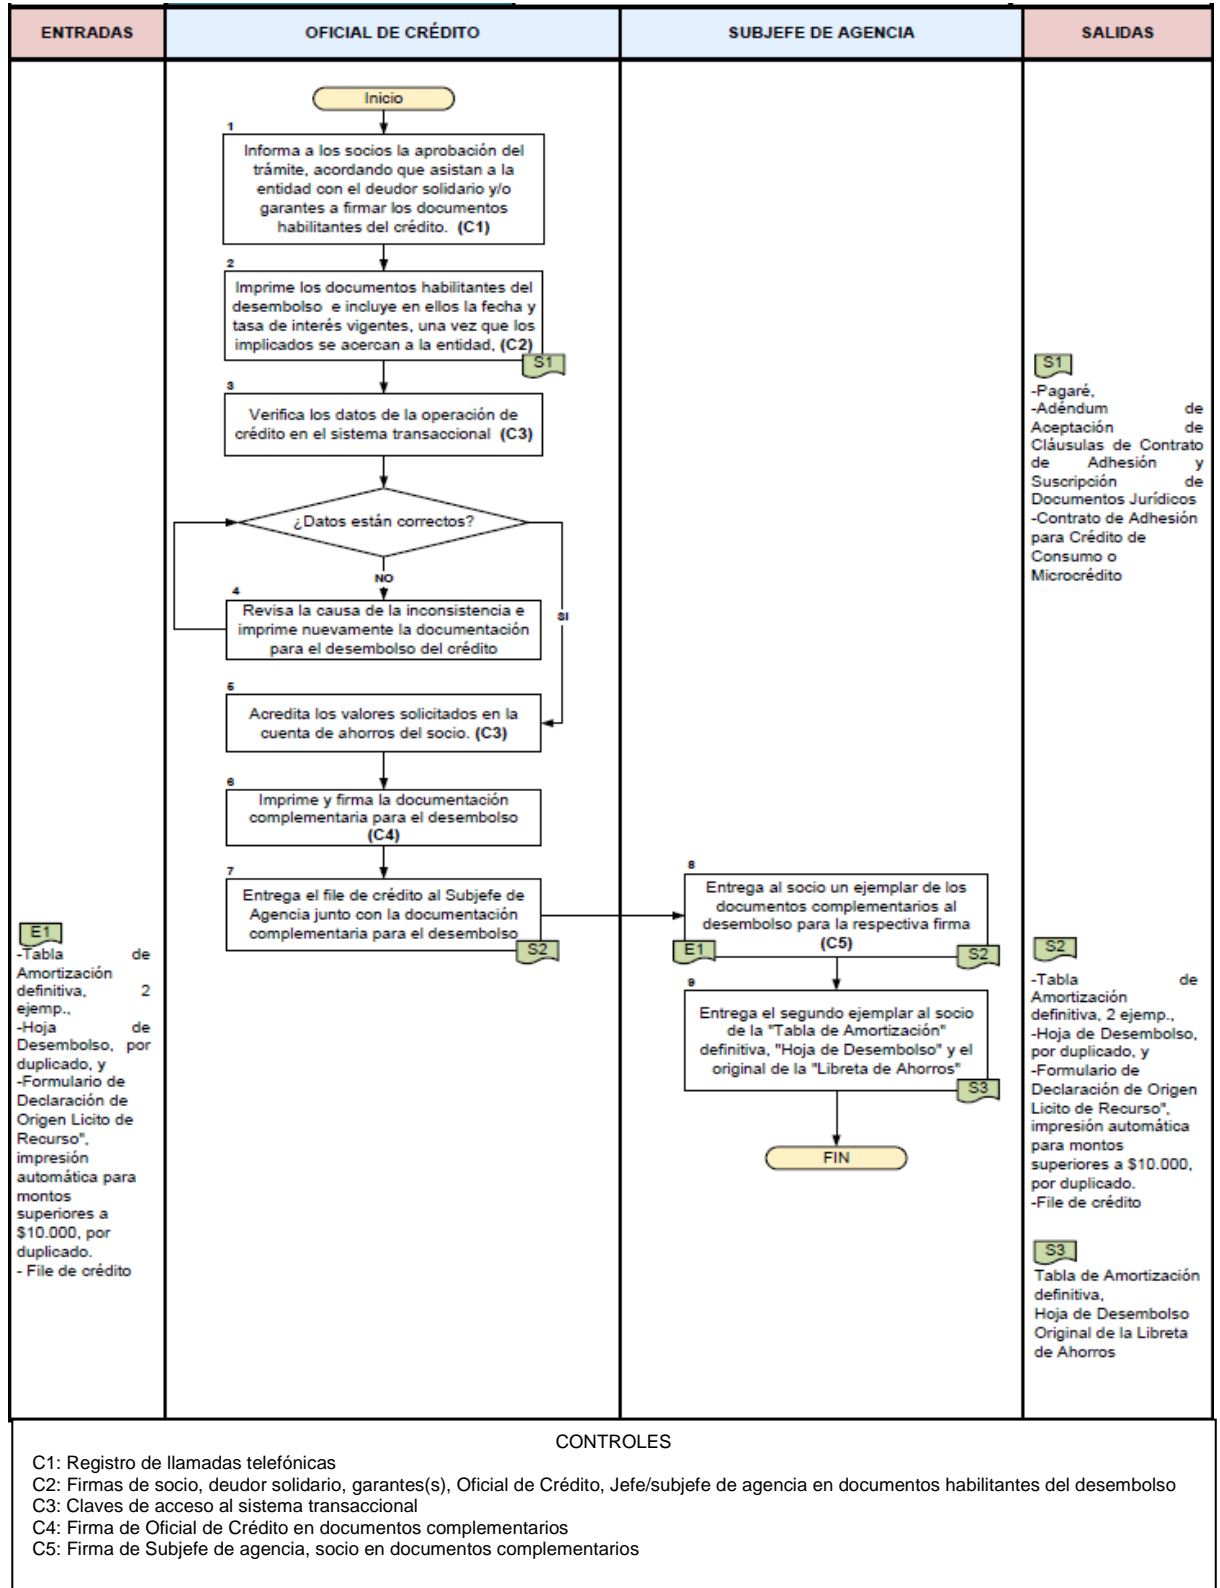 ENTRADAS
OFICIAL DE CRÉDITO
SUBJEFE DE AGENCIA
SALIDAS
Inicio
1
Informa a los socios la aprobación del
trámite, acordando que asistan a la
entidad con el deudor solidario y/o
garantes a firmar los documentos
habilitantes del crédito. (C1)
2
Imprime los documentos habilitantes del
desembolso e incluye en ellos la fecha y
tasa de interés vigentes, una vez que los
implicados se acercan a la entidad, (C2)
S1
3
Verifica los datos de la operación de
crédito en el sistema transaccional (C3)
¿Datos están correctos?
NO
SI
4
Revisa la causa de la inconsistencia e
imprime nuevamente la documentación
para el desembolso del crédito
5
Acredita los valores solicitados en la
cuenta de ahorros del socio. (C3)
6
Imprime y firma la documentación
complementaria para el desembolso
(C4)
7
Entrega el file de crédito al Subjefe de
Agencia junto con la documentación
complementaria para el desembolso
S2
8
Entrega al socio un ejemplar de los
documentos complementarios al
desembolso para la respectiva firma
(C5)
E1
S2
9
Entrega el segundo ejemplar al socio
de la "Tabla de Amortización"
definitiva, "Hoja de Desembolso" y el
original de la "Libreta de Ahorros"
S3
FIN
E1
-Tabla de
Amortización
definitiva, 2
ejemp.,
-Hoja de
Desembolso, por
duplicado, y
-Formulario de
Declaración de
Origen Licito de
Recurso",
impresión
automática para
montos
superiores a
$10.000, por
duplicado.
- File de crédito
S1
-Pagaré,
-Adéndum de
Aceptación de
Cláusulas de Contrato
de Adhesión y
Suscripción de
Documentos Jurídicos
-Contrato de Adhesión
para Crédito de
Consumo o
Microcrédito
S2
-Tabla de
Amortización
definitiva, 2 ejemp.,
-Hoja de Desembolso,
por duplicado, y
-Formulario de
Declaración de Origen
Licito de Recurso",
impresión automática
para montos
superiores a $10.000,
por duplicado.
-File de crédito
S3
Tabla de Amortización
definitiva,
Hoja de Desembolso
Original de la Libreta
de Ahorros
CONTROLES
C1: Registro de llamadas telefónicas
C2: Firmas de socio, deudor solidario, garantes(s), Oficial de Crédito, Jefe/subjefe de agencia en documentos habilitantes del desembolso
C3: Claves de acceso al sistema transaccional
C4: Firma de Oficial de Crédito en documentos complementarios
C5: Firma de Subjefe de agencia, socio en documentos complementarios